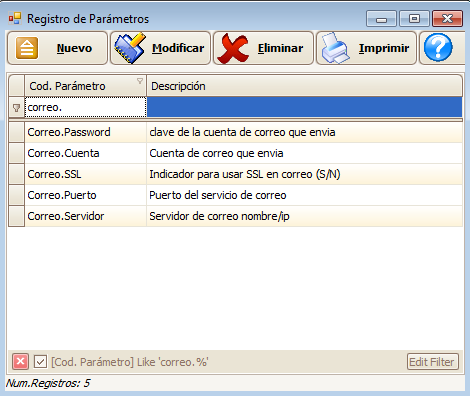 Registro de Parámetros
Nuevo Modificar Eliminar Imprimir ?
Cod. Parámetro Descripción
correo.
Correo.Password clave de la cuenta de correo que envia
Correo.Cuenta Cuenta de correo que envia
Correo.SSL Indicador para usar SSL en correo (S/N)
Correo.Puerto Puerto del servicio de correo
Correo.Servidor Servidor de correo nombre/ip
[Cod. Parámetro] Like 'correo.%' Edit Filter
Num.Registros: 5